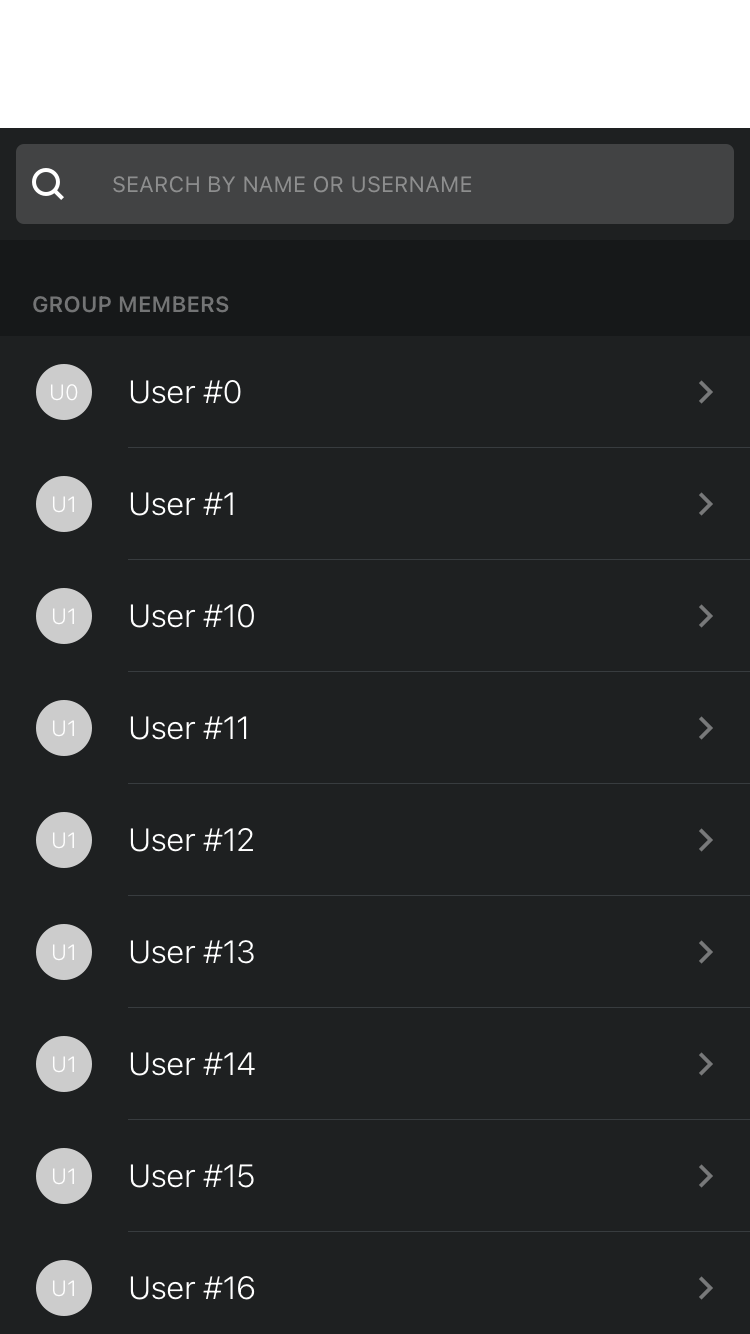 SEARCH BY NAME OR USERNAME
GROUP MEMBERS
U0 User #0
U1 User #1
U1 User #10
U1 User #11
U1 User #12
U1 User #13
U1 User #14
U1 User #15
U1 User #16